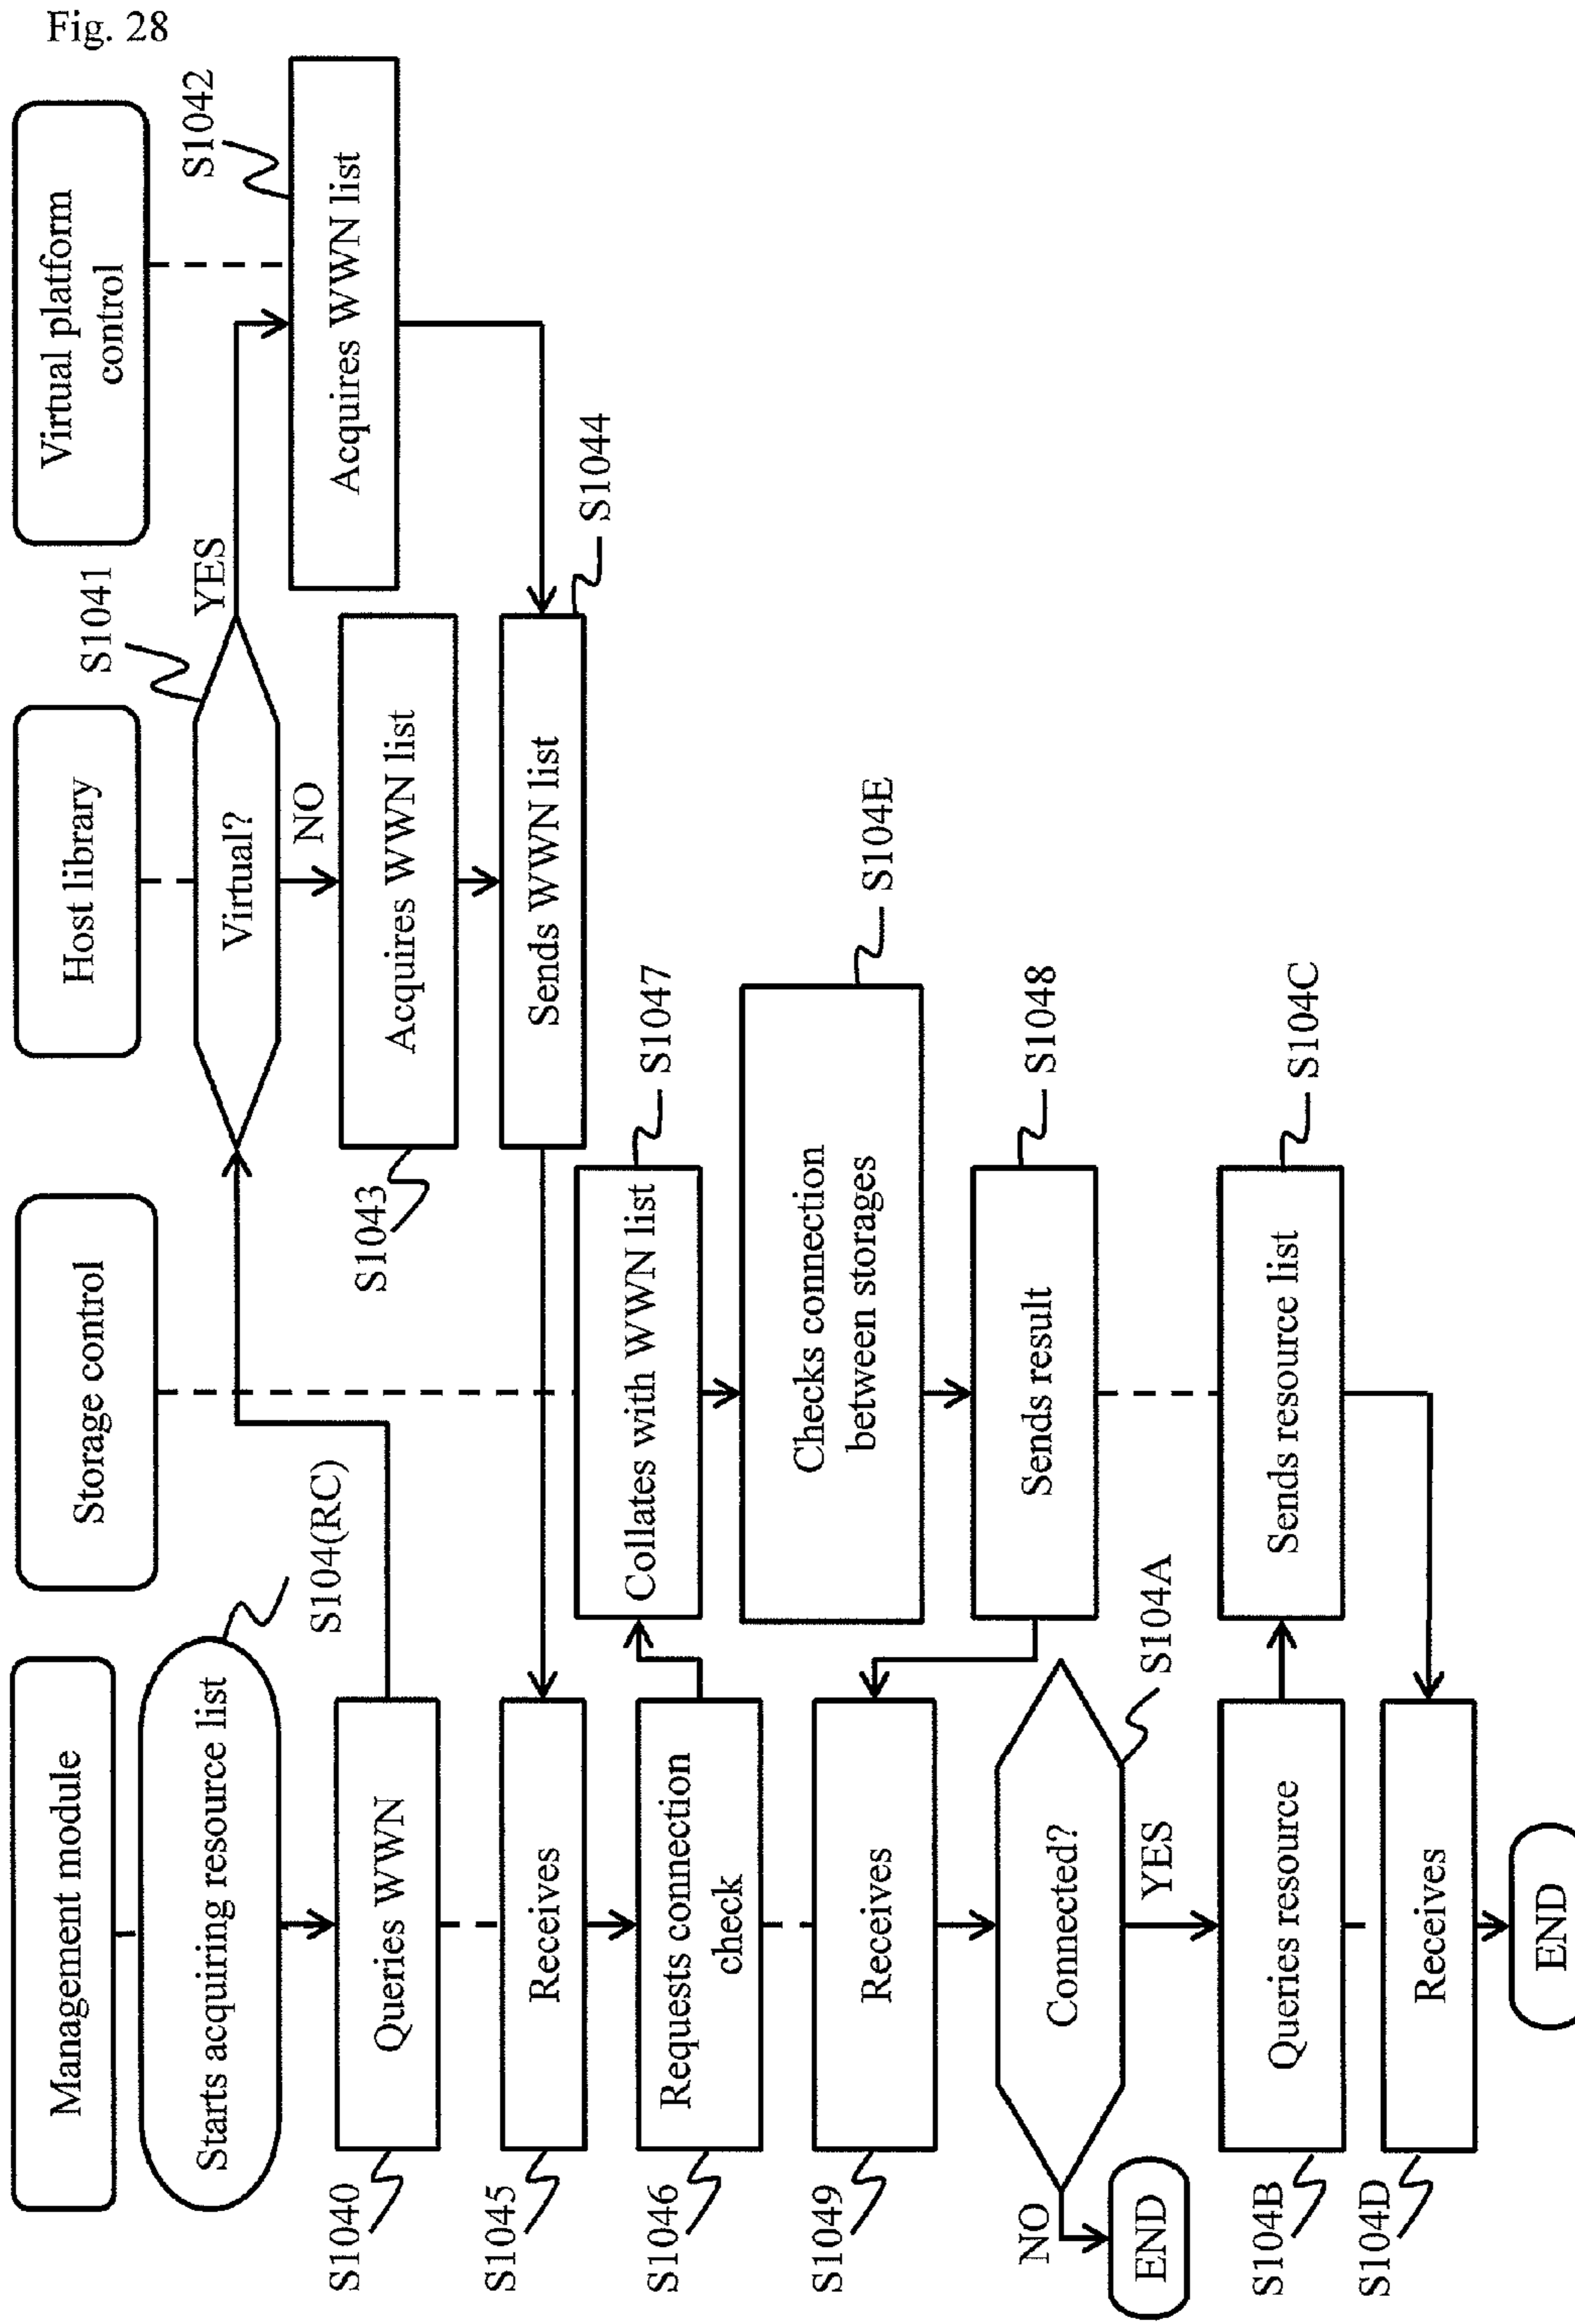 Fig. 28
Management module
Storage control
Host library
Virtual platform
control
Starts acquiring resource list
S104(RC)
S1040
Queries WWN
S1041
Virtual?
YES
NO
S1042
Acquires WWN list
S1043
Acquires WWN list
S1044
Sends WWN list
S1045
Receives
S1046
Requests connection
check
S1047
Collates with WWN list
S104E
Checks connection
between storages
S1048
Sends result
S1049
Receives
S104A
Connected?
NO
END
YES
S104B
Queries resource
S104C
Sends resource list
S104D
Receives
END